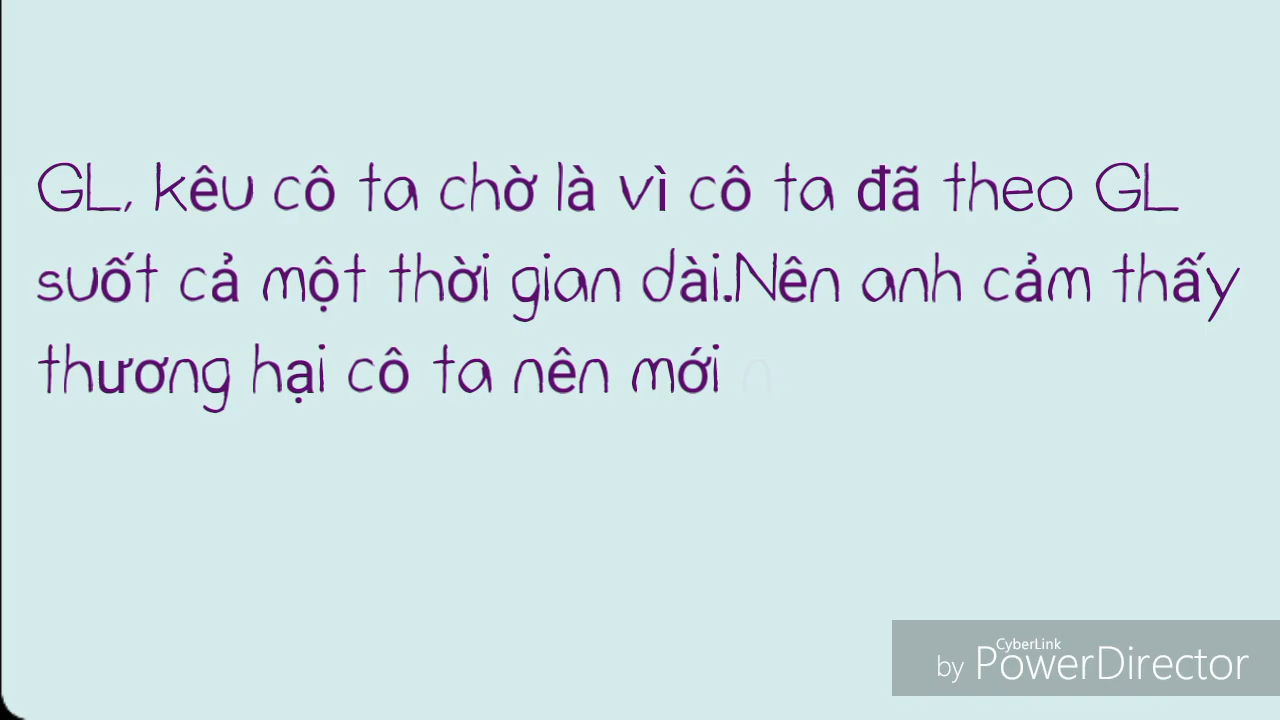 GL, kêu cô ta chờ là vì cô ta đã theo GL
suốt cả một thời gian dài.Nên anh cảm thấy
thương hại cô ta nên mới n
CyberLink
by PowerDirector